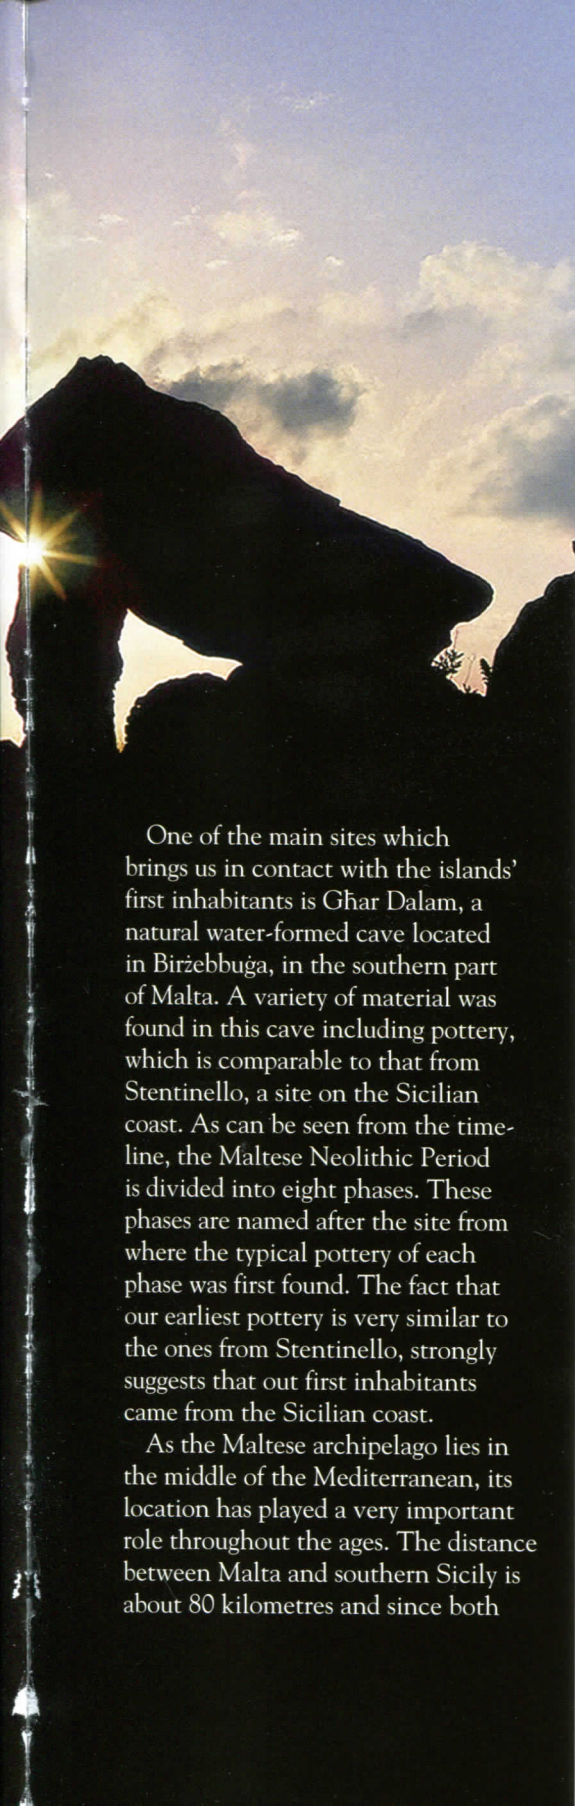 One of the main sites which
brings us in contact with the islands'
first inhabitants is Għar Dalam, a
natural water-formed cave located
in Birżebbuġa, in the southern part
of Malta. A variety of material was
found in this cave including pottery,
which is comparable to that from
Stentinello, a site on the Sicilian
coast. As can be seen from the time-
line, the Maltese Neolithic Period
is divided into eight phases. These
phases are named after the site from
where the typical pottery of each
phase was first found. The fact that
our earliest pottery is very similar to
the ones from Stentinello, strongly
suggests that out first inhabitants
came from the Sicilian coast.
As the Maltese archipelago lies in
the middle of the Mediterranean, its
location has played a very important
role throughout the ages. The distance
between Malta and southern Sicily is
about 80 kilometres and since both